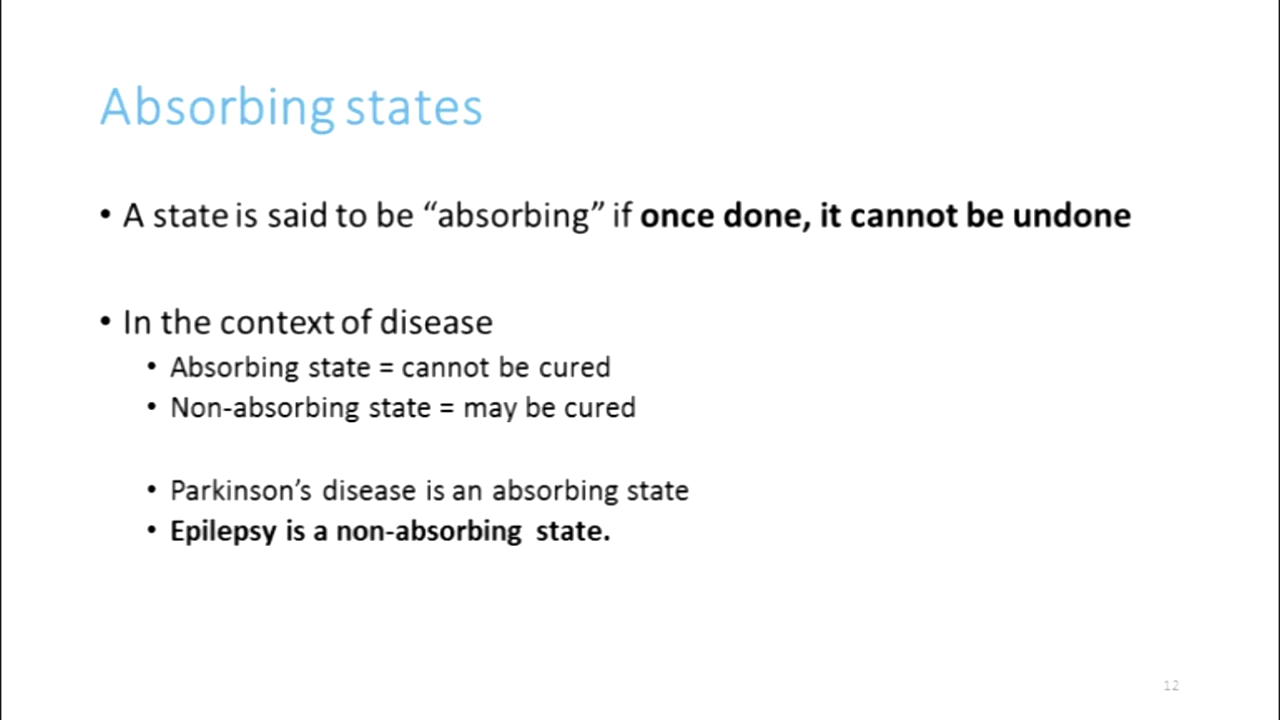 Absorbing states
• A state is said to be “absorbing” if once done, it cannot be undone
• In the context of disease
• Absorbing state = cannot be cured
• Non-absorbing state = may be cured
• Parkinson’s disease is an absorbing state
• Epilepsy is a non-absorbing state.
12